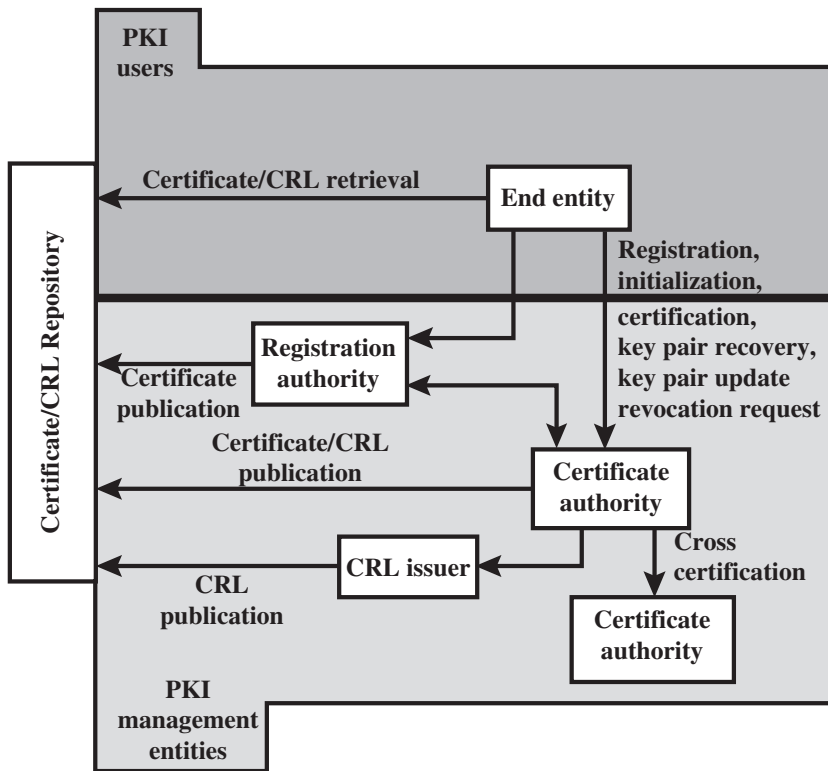 PKI
users
Certificate/CRL retrieval
End entity
Registration,
initialization,
certification,
key pair recovery,
key pair update
revocation request
Certificate/CRL Repository
Registration
authority
Certificate
publication
Certificate/CRL
publication
Certificate
authority
CRL issuer
CRL
publication
Cross
certification
Certificate
authority
PKI
management
entities